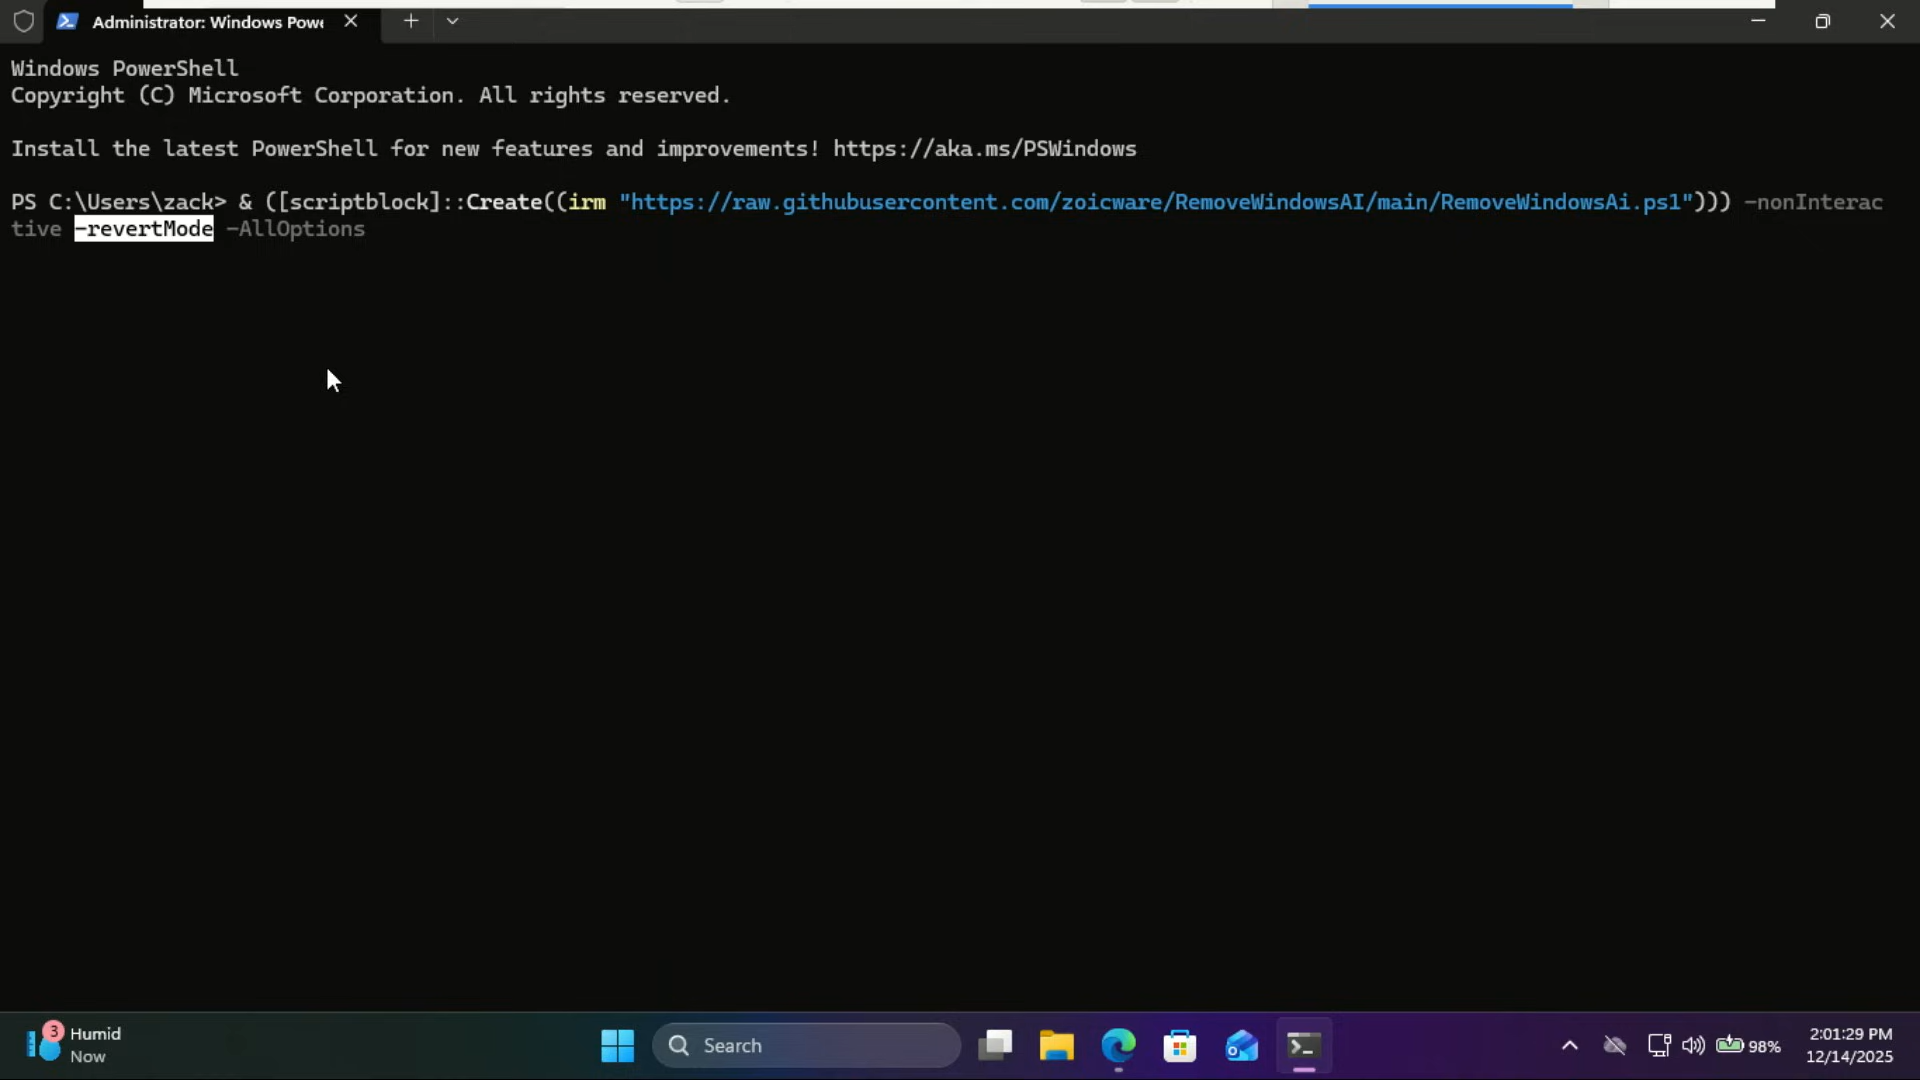 Administrator: Windows Powe
Windows PowerShell
Copyright (C) Microsoft Corporation. All rights reserved.
Install the latest PowerShell for new features and improvements! https://aka.ms/PSWindows
PS C:\Users\zack> & ([scriptblock]::Create((irm "https://raw.githubusercontent.com/zoicware/RemoveWindowsAI/main/RemoveWindowsAi.ps1"))) -nonInterac
tive -revertMode -AllOptions
3
Humid
Now
Search
98%
2:01:29 PM
12/14/2025